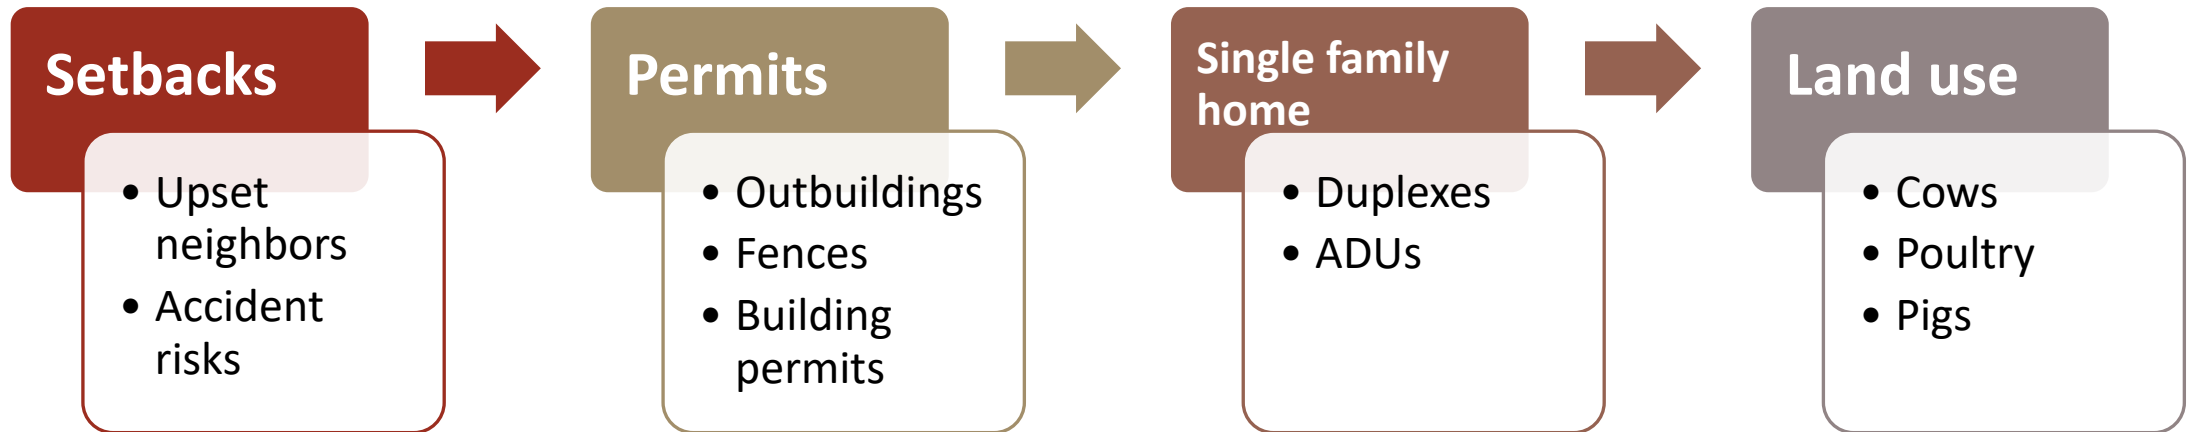 Setbacks
• Upset
neighbors
• Accident
risks
Permits
• Outbuildings
• Fences
• Building
permits
Single family
home
• Duplexes
• ADUs
Land use
• Cows
• Poultry
• Pigs